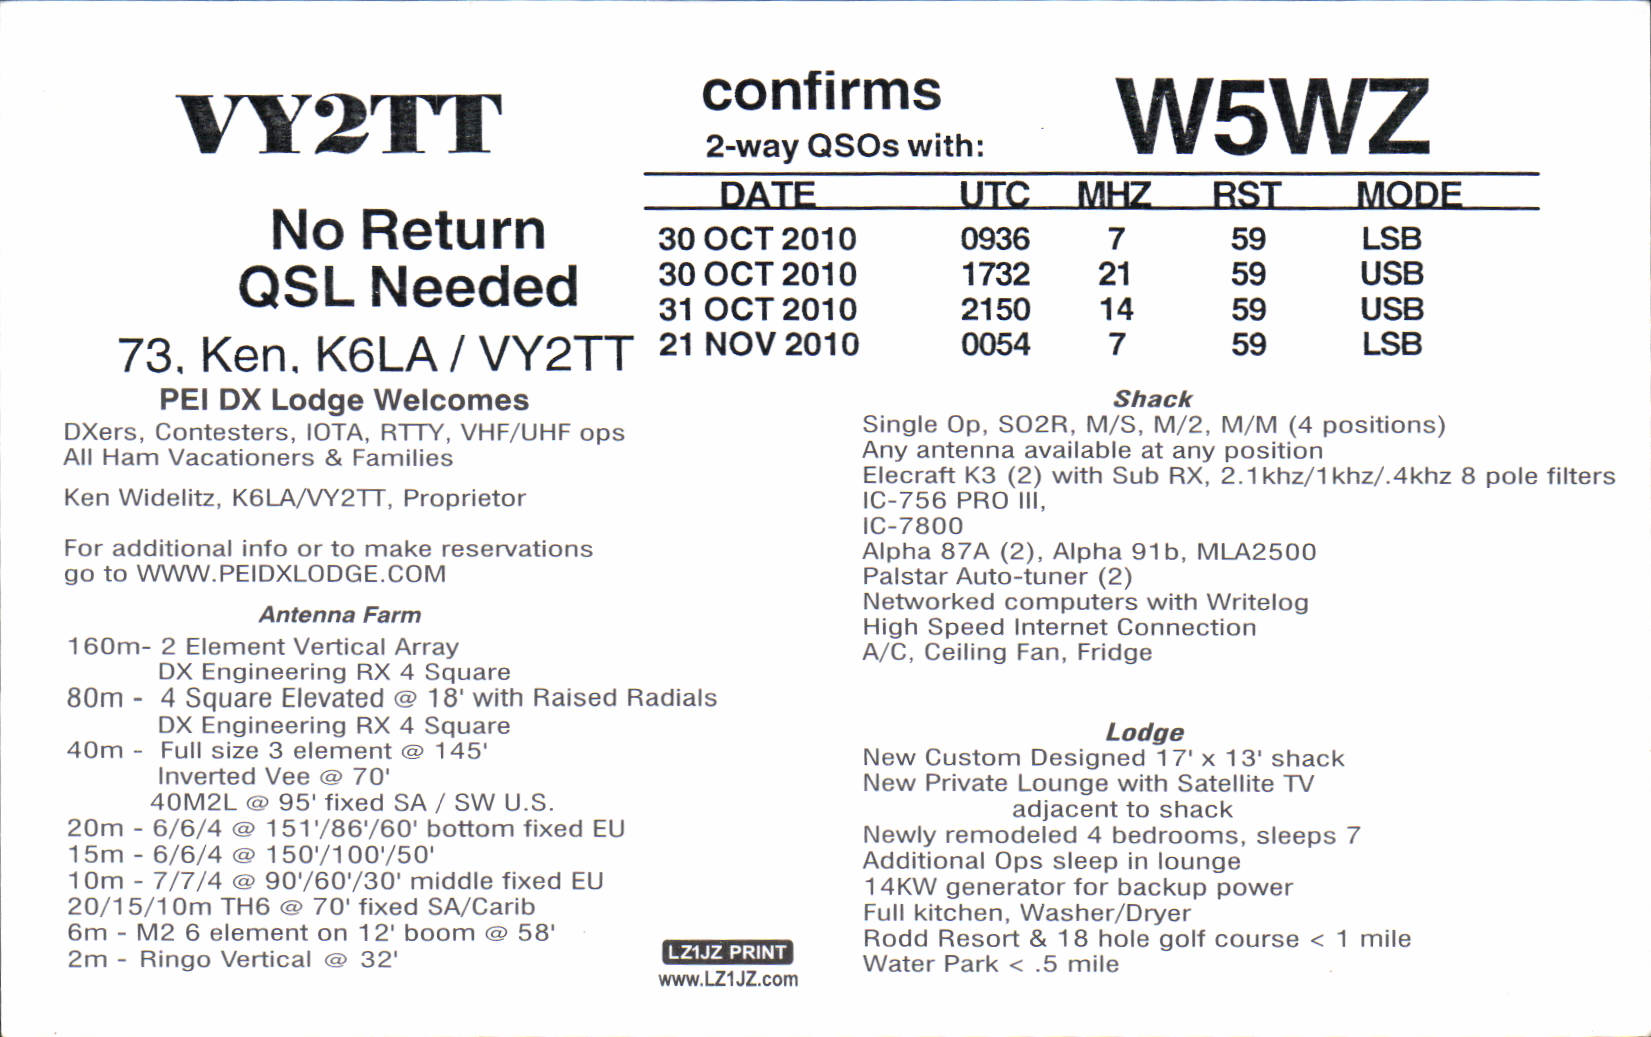 VY2TT
confirms
2-way QSOs with:
W5WZ
No Return
QSL Needed
73, Ken, K6LA / VY2TT
DATE UTC MHZ RST MODE
30 OCT 2010 0936 7 59 LSB
30 OCT 2010 1732 21 59 USB
31 OCT 2010 2150 14 59 USB
21 NOV 2010 0054 7 59 LSB
PEI DX Lodge Welcomes
DXers, Contesters, IOTA, RTTY, VHF/UHF ops
All Ham Vacationers & Families
Ken Widelitz, K6LA/VY2TT, Proprietor
For additional info or to make reservations
go to WWW.PEIDXLODGE.COM
Antenna Farm
160m- 2 Element Vertical Array
DX Engineering RX 4 Square
80m - 4 Square Elevated @ 18' with Raised Radials
DX Engineering RX 4 Square
40m - Full size 3 element @ 145'
Inverted Vee @ 70'
40M2L @ 95' fixed SA / SW U.S.
20m - 6/6/4 @ 151'/86'/60' bottom fixed EU
15m - 6/6/4 @ 150'/100'/50'
10m - 7/7/4 @ 90'/60'/30' middle fixed EU
20/15/10m TH6 @ 70' fixed SA/Carib
6m - M2 6 element on 12' boom @ 58'
2m - Ringo Vertical @ 32'
LZ1JZ PRINT
www.LZ1JZ.com
Shack
Single Op, SO2R, M/S, M/2, M/M (4 positions)
Any antenna available at any position
Elecraft K3 (2) with Sub RX, 2.1khz/1khz/.4khz 8 pole filters
IC-756 PRO III,
IC-7800
Alpha 87A (2), Alpha 91b, MLA2500
Palstar Auto-tuner (2)
Networked computers with Writelog
High Speed Internet Connection
A/C, Ceiling Fan, Fridge
Lodge
New Custom Designed 17' x 13' shack
New Private Lounge with Satellite TV
adjacent to shack
Newly remodeled 4 bedrooms, sleeps 7
Additional Ops sleep in lounge
14KW generator for backup power
Full kitchen, Washer/Dryer
Rodd Resort & 18 hole golf course < 1 mile
Water Park < .5 mile